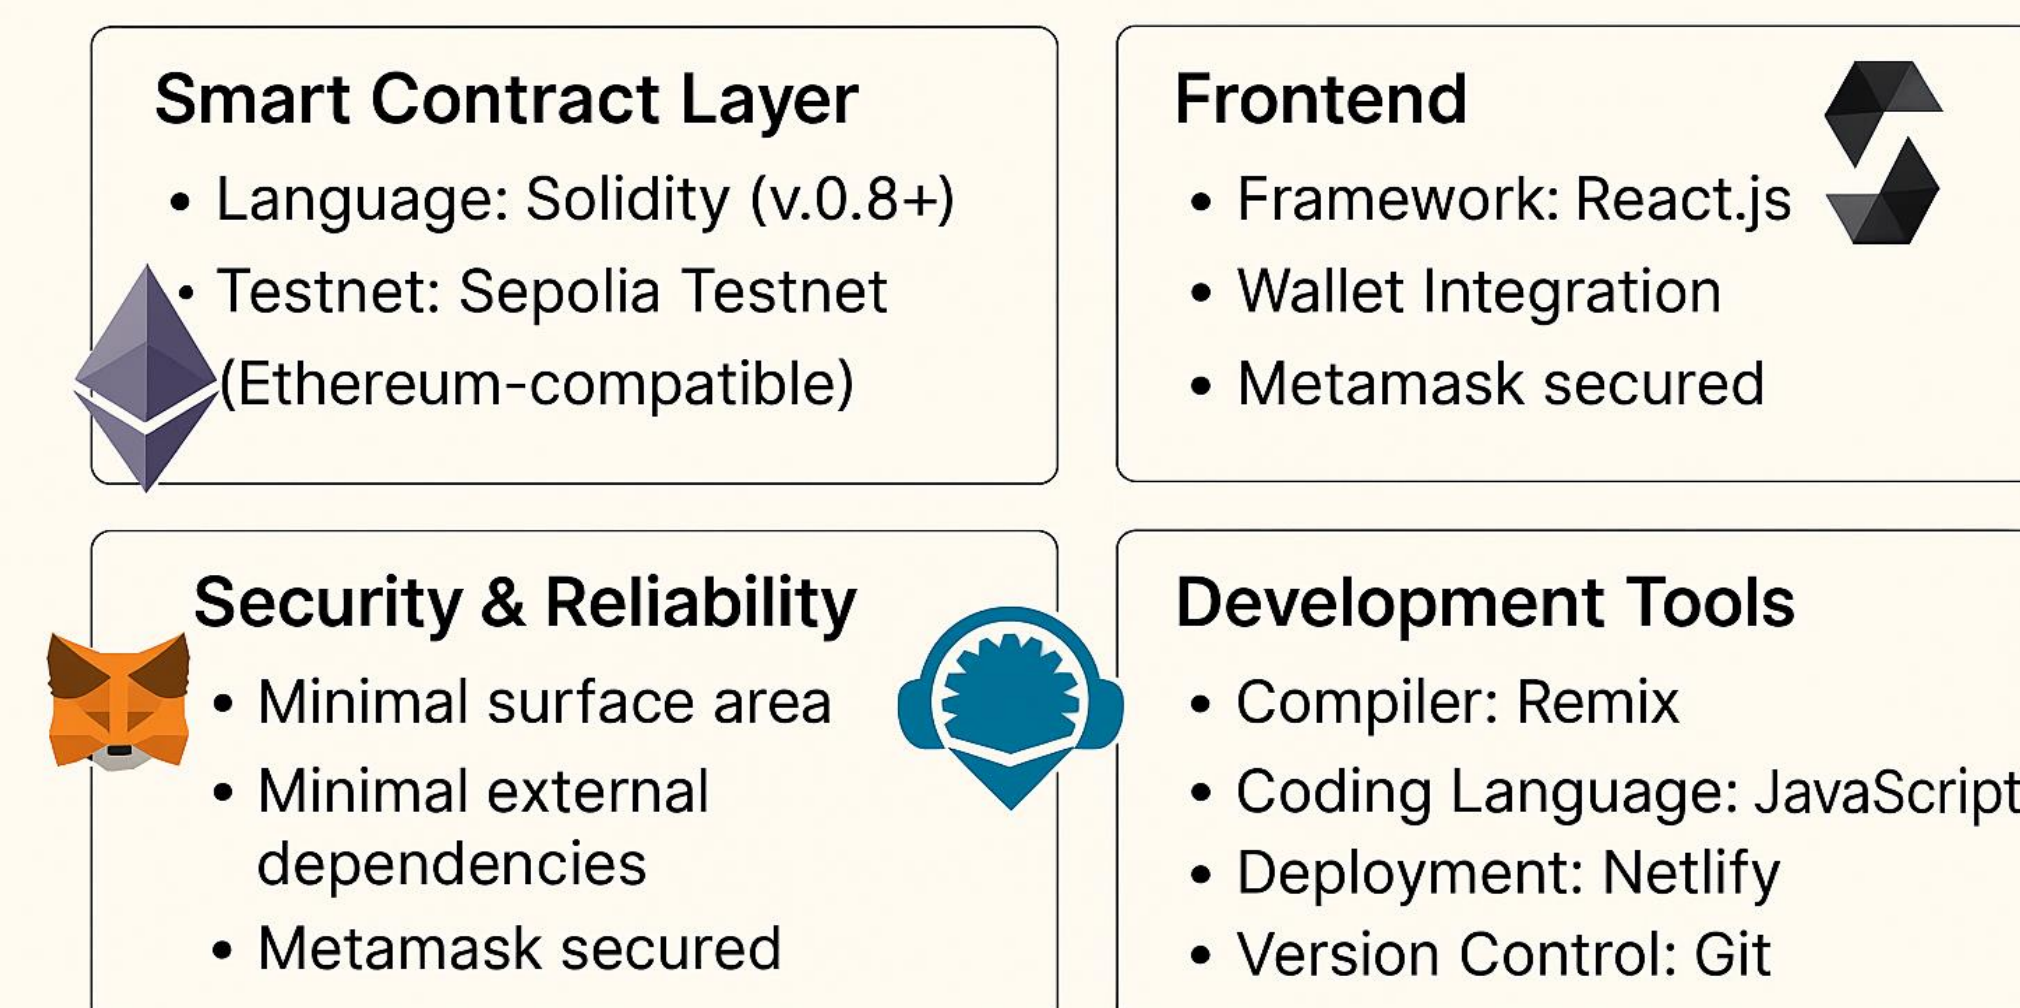 Smart Contract Layer
• Language: Solidity (v.0.8+)
• Testnet: Sepolia Testnet
(Ethereum-compatible)
Frontend
• Framework: React.js
• Wallet Integration
• Metamask secured
Security & Reliability
• Minimal surface area
• Minimal external
dependencies
• Metamask secured
Development Tools
• Compiler: Remix
• Coding Language: JavaScript
• Deployment: Netlify
• Version Control: Git